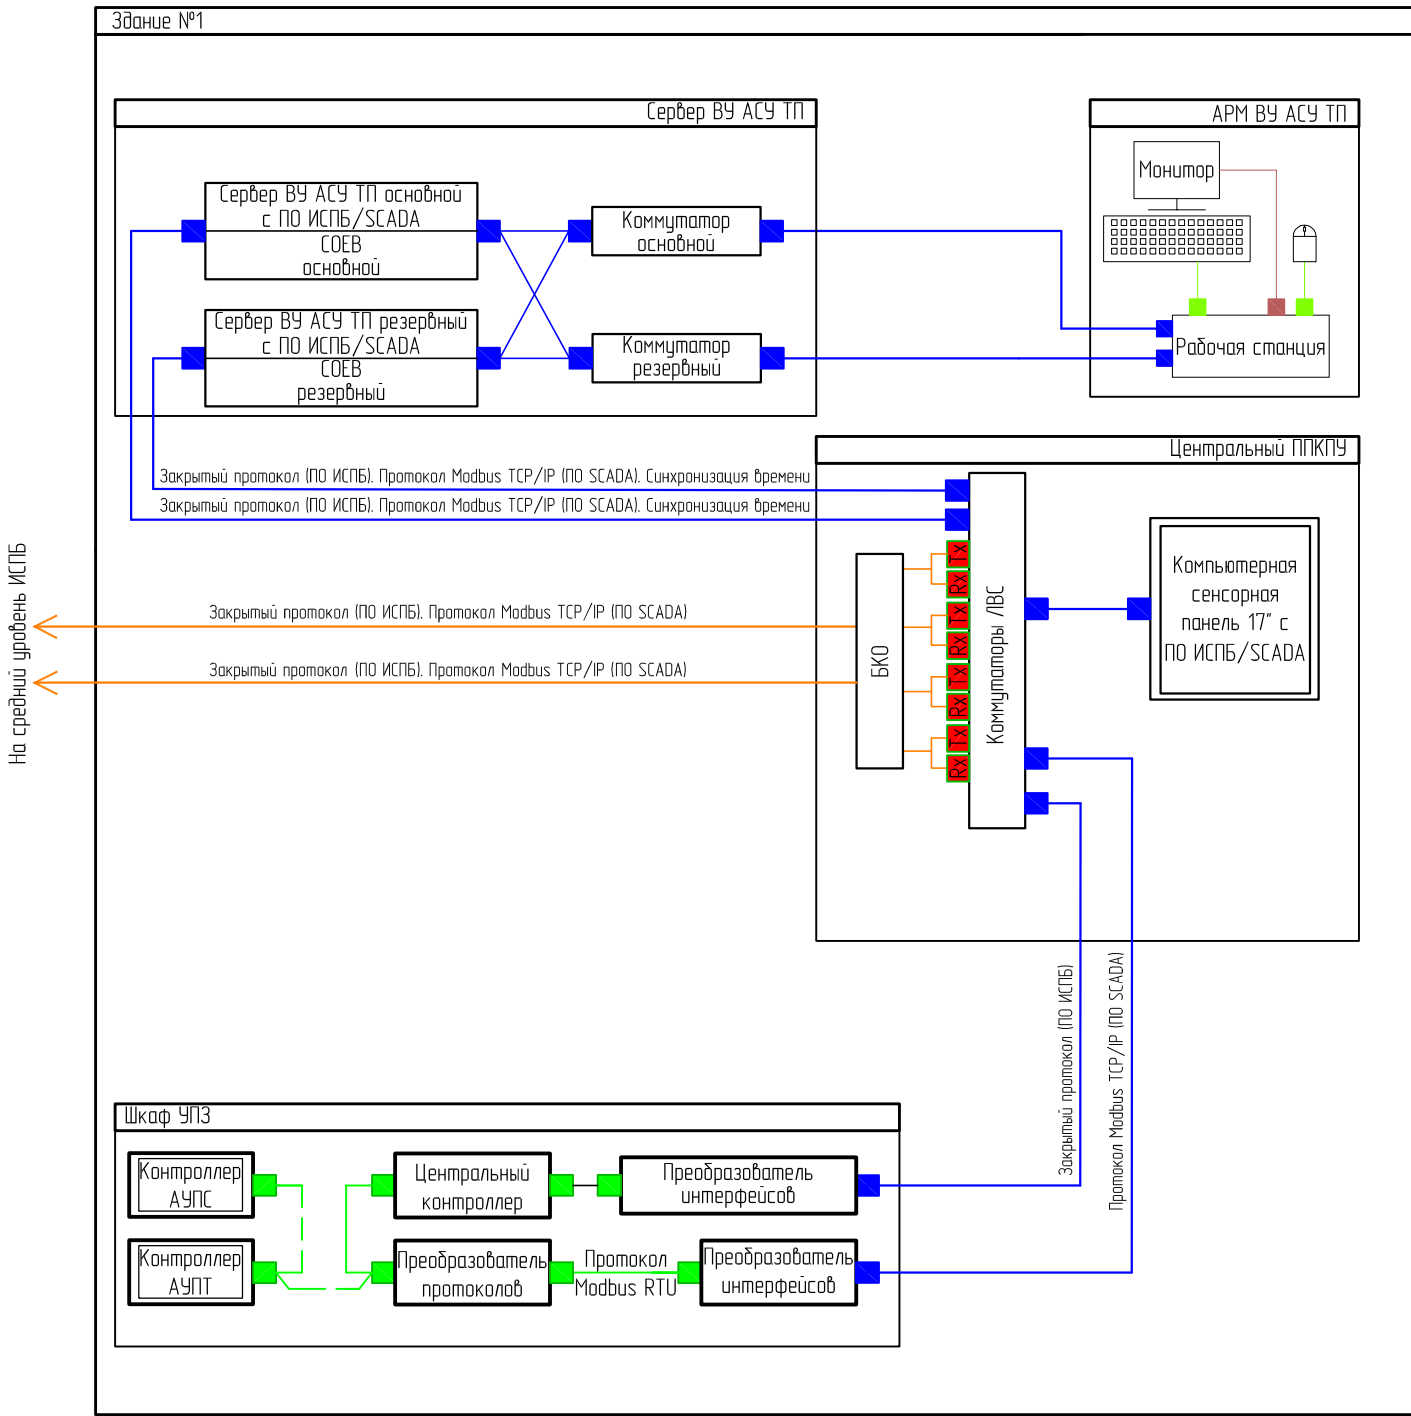 Здание №1
Сервер ВУ АСУ ТП
АРМ ВУ АСУ ТП
Сервер ВУ АСУ ТП основной
с ПО ИСПБ/SCADA
СОЕВ
основной
Коммутатор
основной
Монитор
Сервер ВУ АСУ ТП резервный
с ПО ИСПБ/SCADA
СОЕВ
резервный
Коммутатор
резервный
Рабочая станция
Центральный ППКПУ
Закрытый протокол (ПО ИСПБ). Протокол Modbus TCP/IP (ПО SCADA). Синхронизация времени
Закрытый протокол (ПО ИСПБ). Протокол Modbus TCP/IP (ПО SCADA). Синхронизация времени
На средний уровень ИСПБ
Закрытый протокол (ПО ИСПБ). Протокол Modbus TCP/IP (ПО SCADA)
Закрытый протокол (ПО ИСПБ). Протокол Modbus TCP/IP (ПО SCADA)
БКО
Tx
Rx
Tx
Rx
Tx
Rx
Tx
Rx
Коммутаторы ЛВС
Компьютерная
сенсорная
панель 17" с
ПО ИСПБ/SCADA
Закрытый протокол (ПО ИСПБ)
Протокол Modbus TCP/IP (ПО SCADA)
Шкаф УПЗ
Контроллер
АУПС
Центральный
контроллер
Преобразователь
интерфейсов
Контроллер
АУПТ
Преобразователь
протоколов
Протокол
Modbus RTU
Преобразователь
интерфейсов